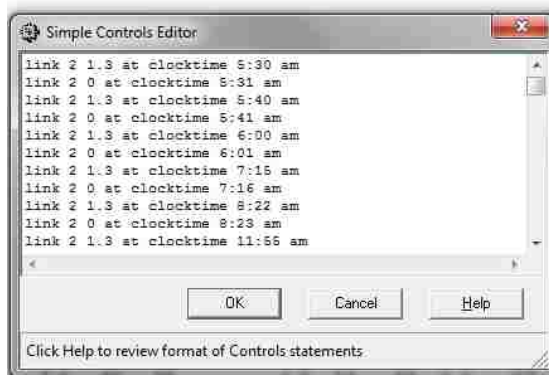 Simple Controls Editor
link 2 1.3 at clocktime 5:30 am
link 2 0 at clocktime 5:31 am
link 2 1.3 at clocktime 5:40 am
link 2 0 at clocktime 5:41 am
link 2 1.3 at clocktime 6:00 am
link 2 0 at clocktime 6:01 am
link 2 1.3 at clocktime 7:15 am
link 2 0 at clocktime 7:16 am
link 2 1.3 at clocktime 8:22 am
link 2 0 at clocktime 8:23 am
link 2 1.3 at clocktime 11:55 am
OK Cancel Help
Click Help to review format of Controls statements